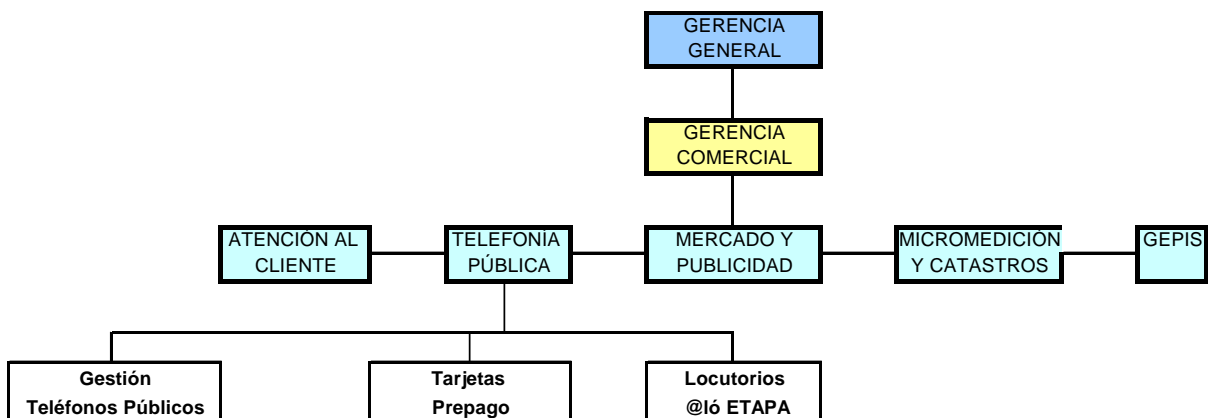 GERENCIA
GENERAL
GERENCIA
COMERCIAL
ATENCIÓN AL
CLIENTE
TELEFONÍA
PÚBLICA
MERCADO Y
PUBLICIDAD
MICROMEDICIÓN
Y CATASTROS
GEPIS
Gestión
Teléfonos Públicos
Tarjetas
Prepago
Locutorios
@ló ETAPA